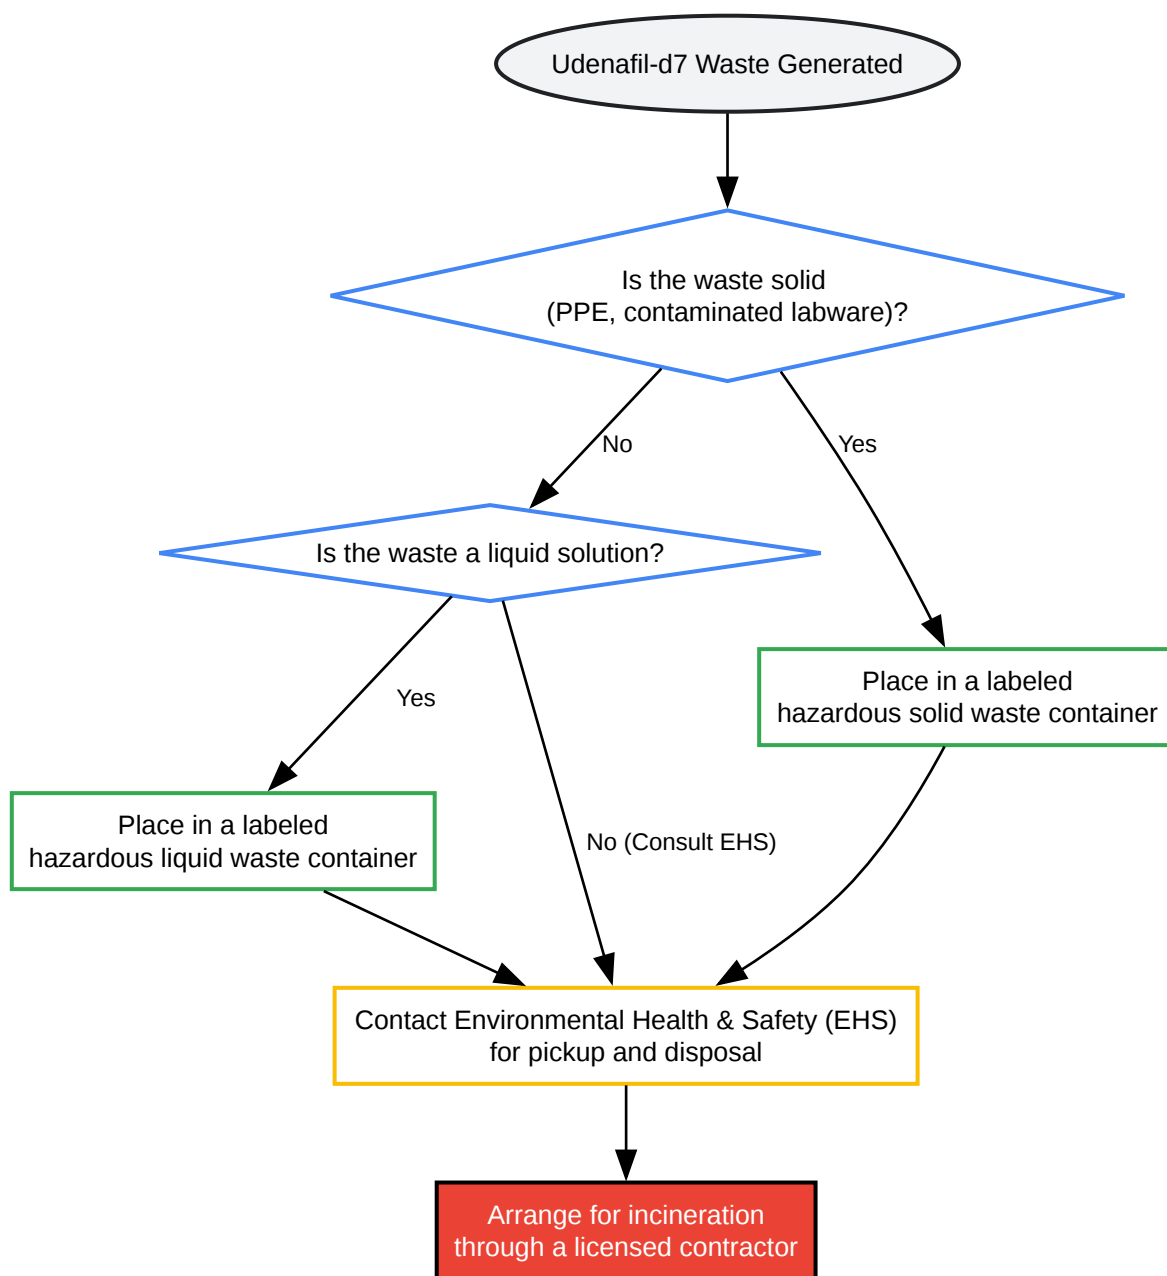 Udenafil-d7 Waste Generated
Is the waste solid
(PPE, contaminated labware)?
No
Yes
Is the waste a liquid solution?
Yes
Place in a labeled
hazardous solid waste container
Place in a labeled
hazardous liquid waste container
No (Consult EHS)
Contact Environmental Health & Safety (EHS)
for pickup and disposal
Arrange for incineration
through a licensed contractor